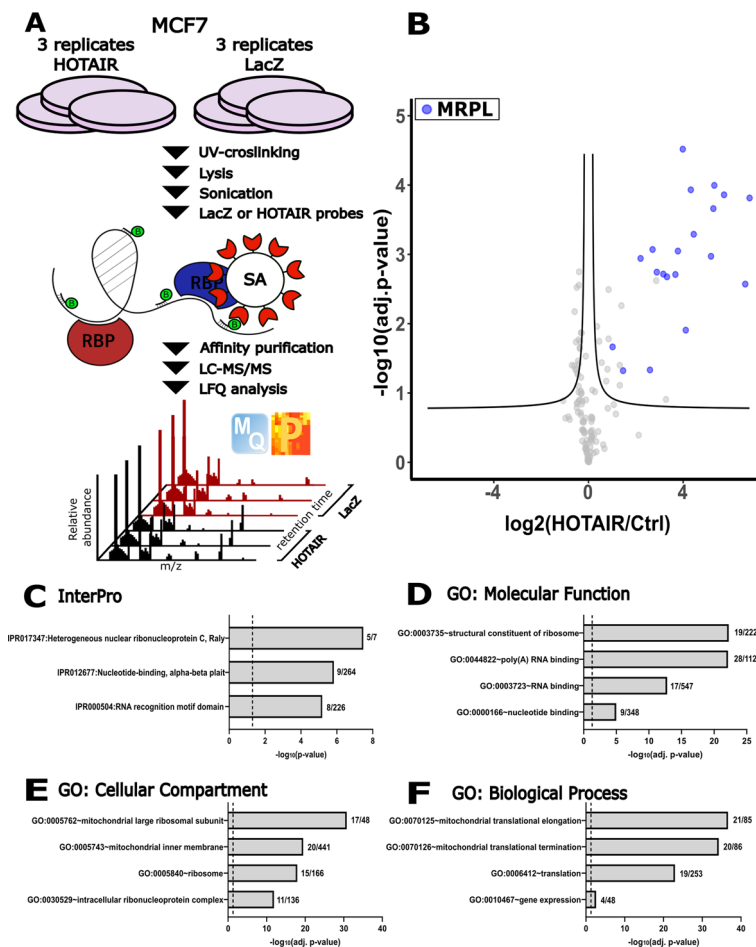 A
MCF7
3 replicates
HOTAIR
3 replicates
LacZ
UV-croslinking
Lysis
Sonication
LacZ or HOTAIR probes
B
B
B
B
RBP
RBP
SA
Affinity purification
LC-MS/MS
LFQ analysis
M
Q
P
Relative
abundance
m/z
retention time
HOTAIR
LacZ
B
MRPL
-log10(adj.p-value)
5
4
3
2
1
0
-4
0
4
log2(HOTAIR/Ctrl)
C InterPro
IPR017347:Heterogeneous nuclear ribonucleoprotein C, Raly
5/7
IPR012677:Nucleotide-binding, alpha-beta plait
9/264
IPR000504:RNA recognition motif domain
8/226
0 2 4 6 8
-log10(p-value)
D GO: Molecular Function
GO:0003735~structural constituent of ribosome
19/222
GO:0044822~poly(A) RNA binding
28/112
GO:0003723~RNA binding
17/547
GO:0000166~nucleotide binding
9/348
0 5 10 15 20 25
-log10(adj. p-value)
E GO: Cellular Compartment
GO:0005762~mitochondrial large ribosomal subunit
17/48
GO:0005743~mitochondrial inner membrane
20/441
GO:0005840~ribosome
15/166
GO:0030529~intracellular ribonucleoprotein complex
11/136
0 10 20 30 40
-log10(adj. p-value)
F GO: Biological Process
GO:0070125~mitochondrial translational elongation
21/85
GO:0070126~mitochondrial translational termination
20/86
GO:0006412~translation
19/253
GO:0010467~gene expression
4/48
0 10 20 30 40
-log10(adj. p-value)